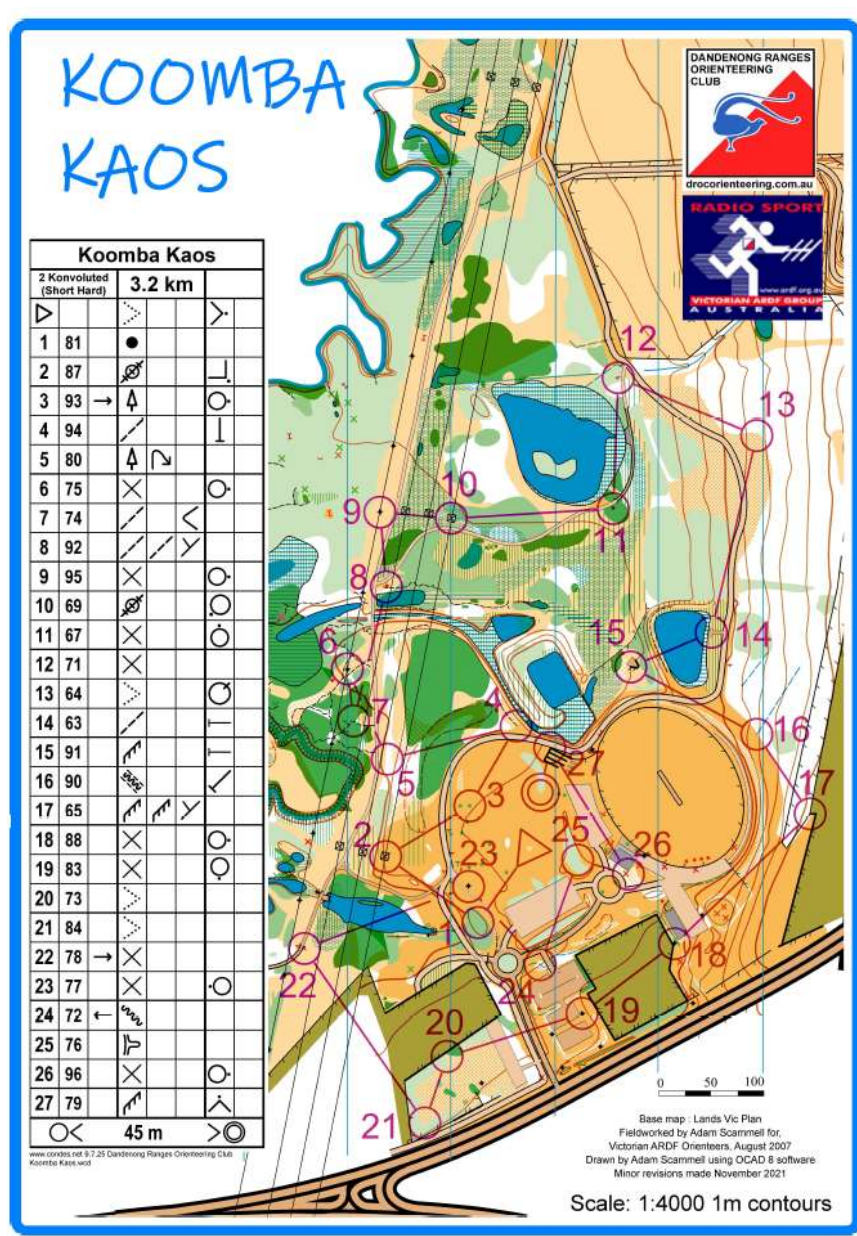 KOOMBA
KAOS
DANDENONG RANGES
ORIENTEERING
CLUB
drocorienteering.com.au
RADIO SPORT
www.ardf.org.au
VICTORIAN ARDF GROUP
AUSTRALIA
Koomba Kaos
2 Konvoluted
(Short Hard) 3.2 km
1 81
2 87
3 93
4 94
5 80
6 75
7 74
8 92
9 95
10 69
11 67
12 71
13 64
14 63
15 91
16 90
17 65
18 88
19 83
20 73
21 84
22 78
23 77
24 72
25 76
26 96
27 79
45 m
www.condes.net 9.7.25 Dandenong Ranges Orienteering Club
Koomba Kaos.wcd
12
13
10
9
11
8
15
14
6
7
4
16
5
27
17
3
2
25
26
23
1
22
24
18
20
19
21
0 50 100
Base map : Lands Vic Plan
Fieldworked by Adam Scammell for,
Victorian ARDF Orienteers, August 2007
Drawn by Adam Scammell using OCAD 8 software
Minor revisions made November 2021
Scale: 1:4000 1m contours